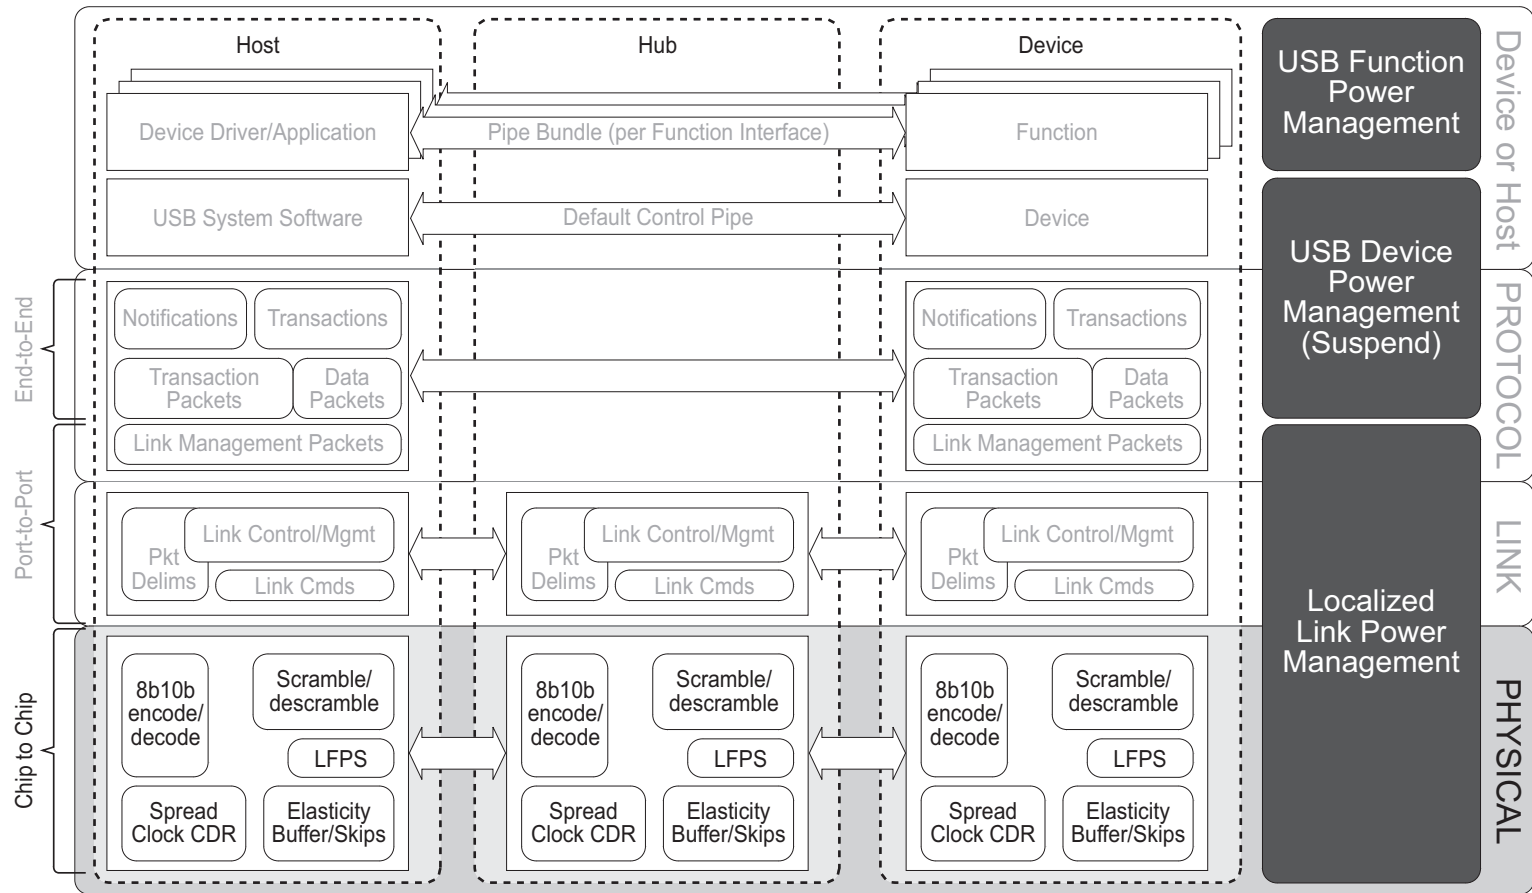 Host
Hub
Device
Device Driver/Application
Pipe Bundle (per Function Interface)
Function
USB Function
Power
Management
Device or Host
USB System Software
Default Control Pipe
Device
USB Device
Power
Management
(Suspend)
End-to-End
Notifications
Transactions
Transaction
Packets
Data
Packets
Link Management Packets
Notifications
Transactions
Transaction
Packets
Data
Packets
Link Management Packets
PROTOCOL
Port-to-Port
Link Control/Mgmt
Pkt
Delims
Link Cmds
Link Control/Mgmt
Pkt
Delims
Link Cmds
Link Control/Mgmt
Pkt
Delims
Link Cmds
LINK
Localized
Link Power
Management
Chip to Chip
8b10b
encode/
decode
Scramble/
descramble
LFPS
Spread
Clock CDR
Elasticity
Buffer/Skips
8b10b
encode/
decode
Scramble/
descramble
LFPS
Spread
Clock CDR
Elasticity
Buffer/Skips
8b10b
encode/
decode
Scramble/
descramble
LFPS
Spread
Clock CDR
Elasticity
Buffer/Skips
PHYSICAL